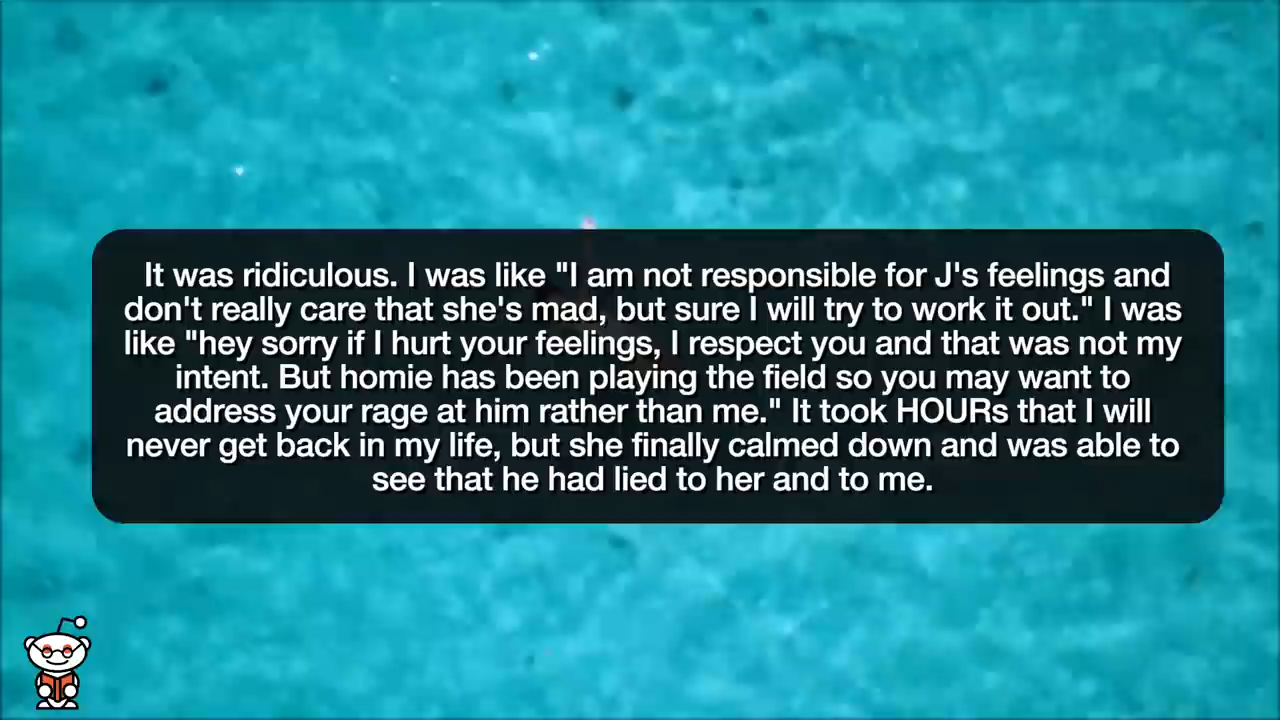 It was ridiculous. I was like "I am not responsible for J's feelings and
don't really care that she's mad, but sure I will try to work it out." I was
like "hey sorry if I hurt your feelings, I respect you and that was not my
intent. But homie has been playing the field so you may want to
address your rage at him rather than me." It took HOURs that I will
never get back in my life, but she finally calmed down and was able to
see that he had lied to her and to me.